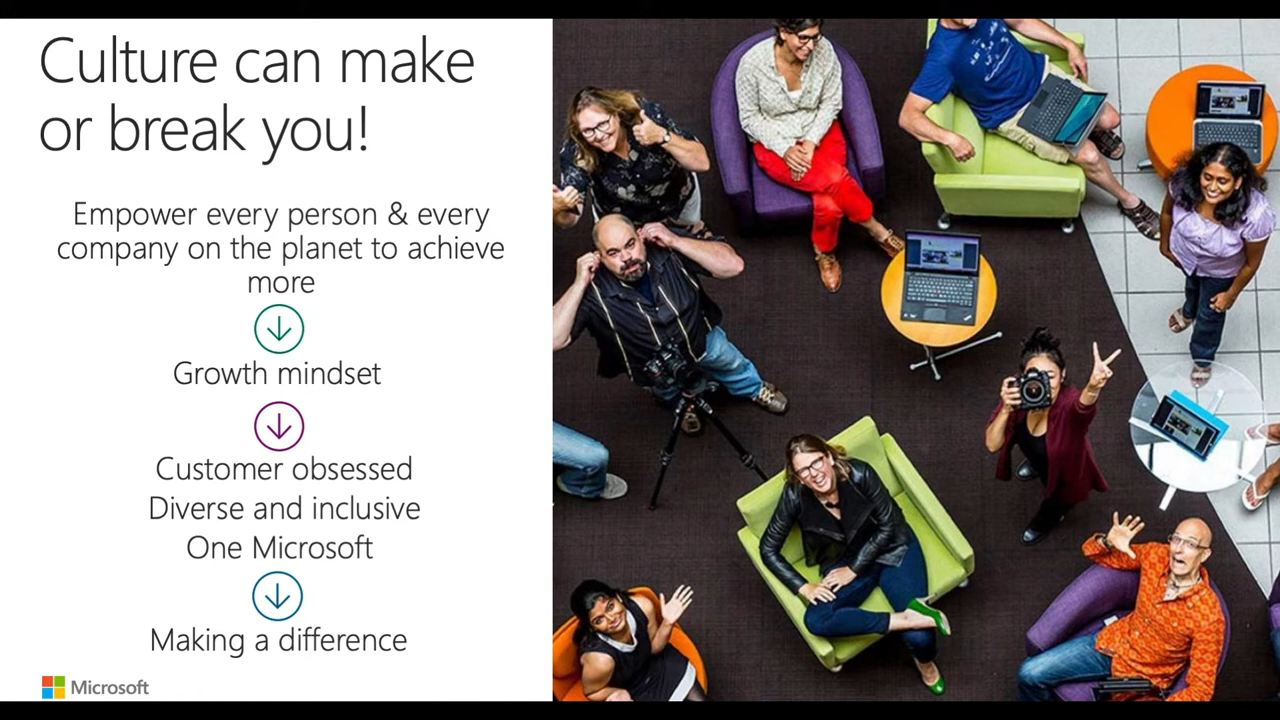 Culture can make
or break you!
Empower every person & every
company on the planet to achieve
more
Growth mindset
Customer obsessed
Diverse and inclusive
One Microsoft
Making a difference
Microsoft